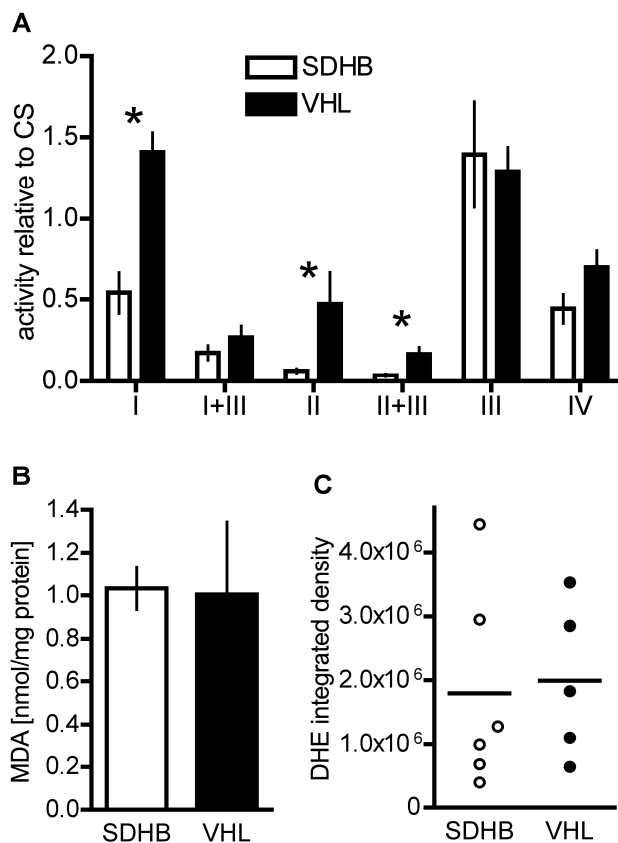 A
activity relative to CS
2.0
1.5
1.0
0.5
0.0
SDHB
VHL
*
*
*
I
I+III
II
II+III
III
IV
B
MDA [nmol/mg protein]
1.4
1.2
1.0
0.8
0.6
0.4
0.2
0.0
SDHB
VHL
C
DHE integrated density
4.0x10⁶
3.0x10⁶
2.0x10⁶
1.0x10⁶
0
SDHB
VHL